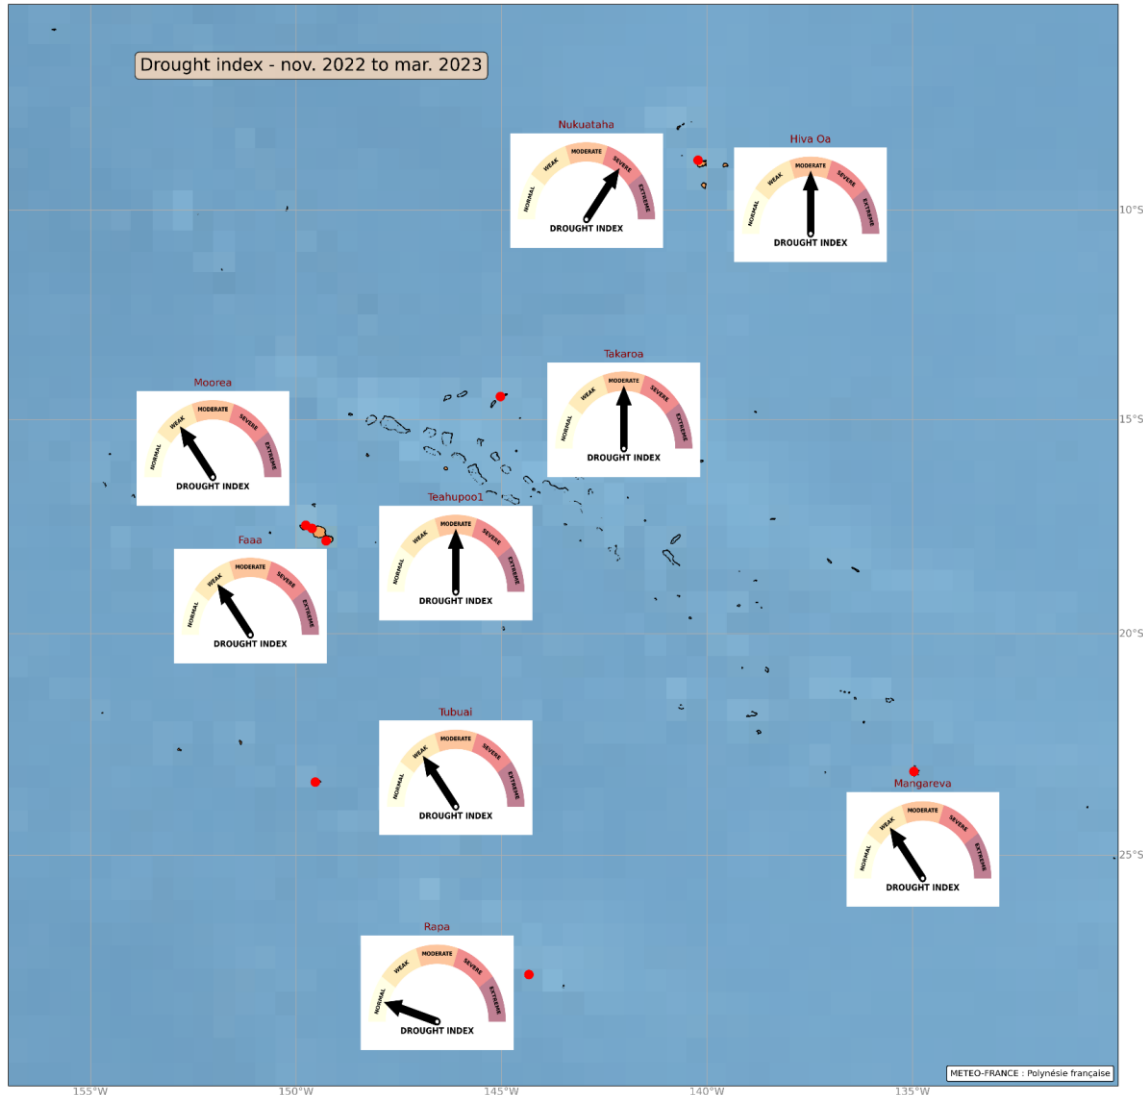 Drought index - nov. 2022 to mar. 2023
Nukuataha
NORMAL
WEAK
MODERATE
SEVERE
EXTREME
DROUGHT INDEX
Hiva Oa
NORMAL
WEAK
MODERATE
SEVERE
EXTREME
DROUGHT INDEX
10°S
Takaroa
NORMAL
WEAK
MODERATE
SEVERE
EXTREME
DROUGHT INDEX
Moorea
NORMAL
WEAK
MODERATE
SEVERE
EXTREME
DROUGHT INDEX
15°S
Teahupoo1
NORMAL
WEAK
MODERATE
SEVERE
EXTREME
DROUGHT INDEX
Faaa
NORMAL
WEAK
MODERATE
SEVERE
EXTREME
DROUGHT INDEX
20°S
Tubuai
NORMAL
WEAK
MODERATE
SEVERE
EXTREME
DROUGHT INDEX
Mangareva
NORMAL
WEAK
MODERATE
SEVERE
EXTREME
DROUGHT INDEX
25°S
Rapa
NORMAL
WEAK
MODERATE
SEVERE
EXTREME
DROUGHT INDEX
METEO-FRANCE : Polynésie française
155°W
150°W
145°W
140°W
135°W